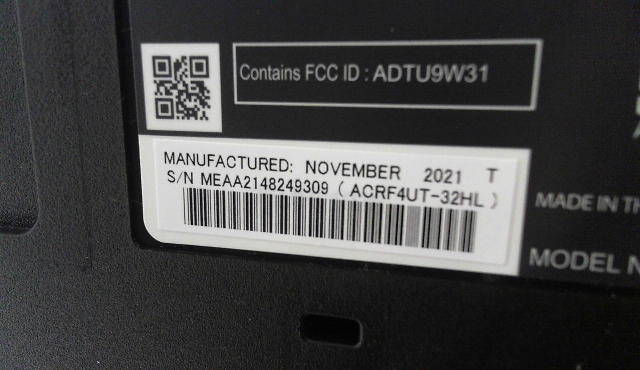 Contains FCC ID : ADTU9W31
MANUFACTURED: NOVEMBER 2021 T
S/N MEAA2148249309 ( ACRF4UT-32HL )
MADE IN TH
MODEL N